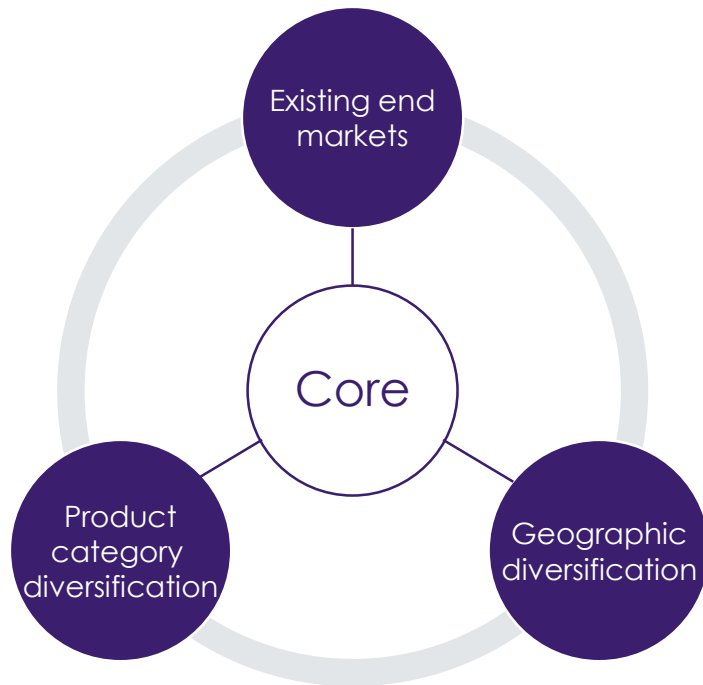 Existing end
markets
Core
Product
category
diversification
Geographic
diversification